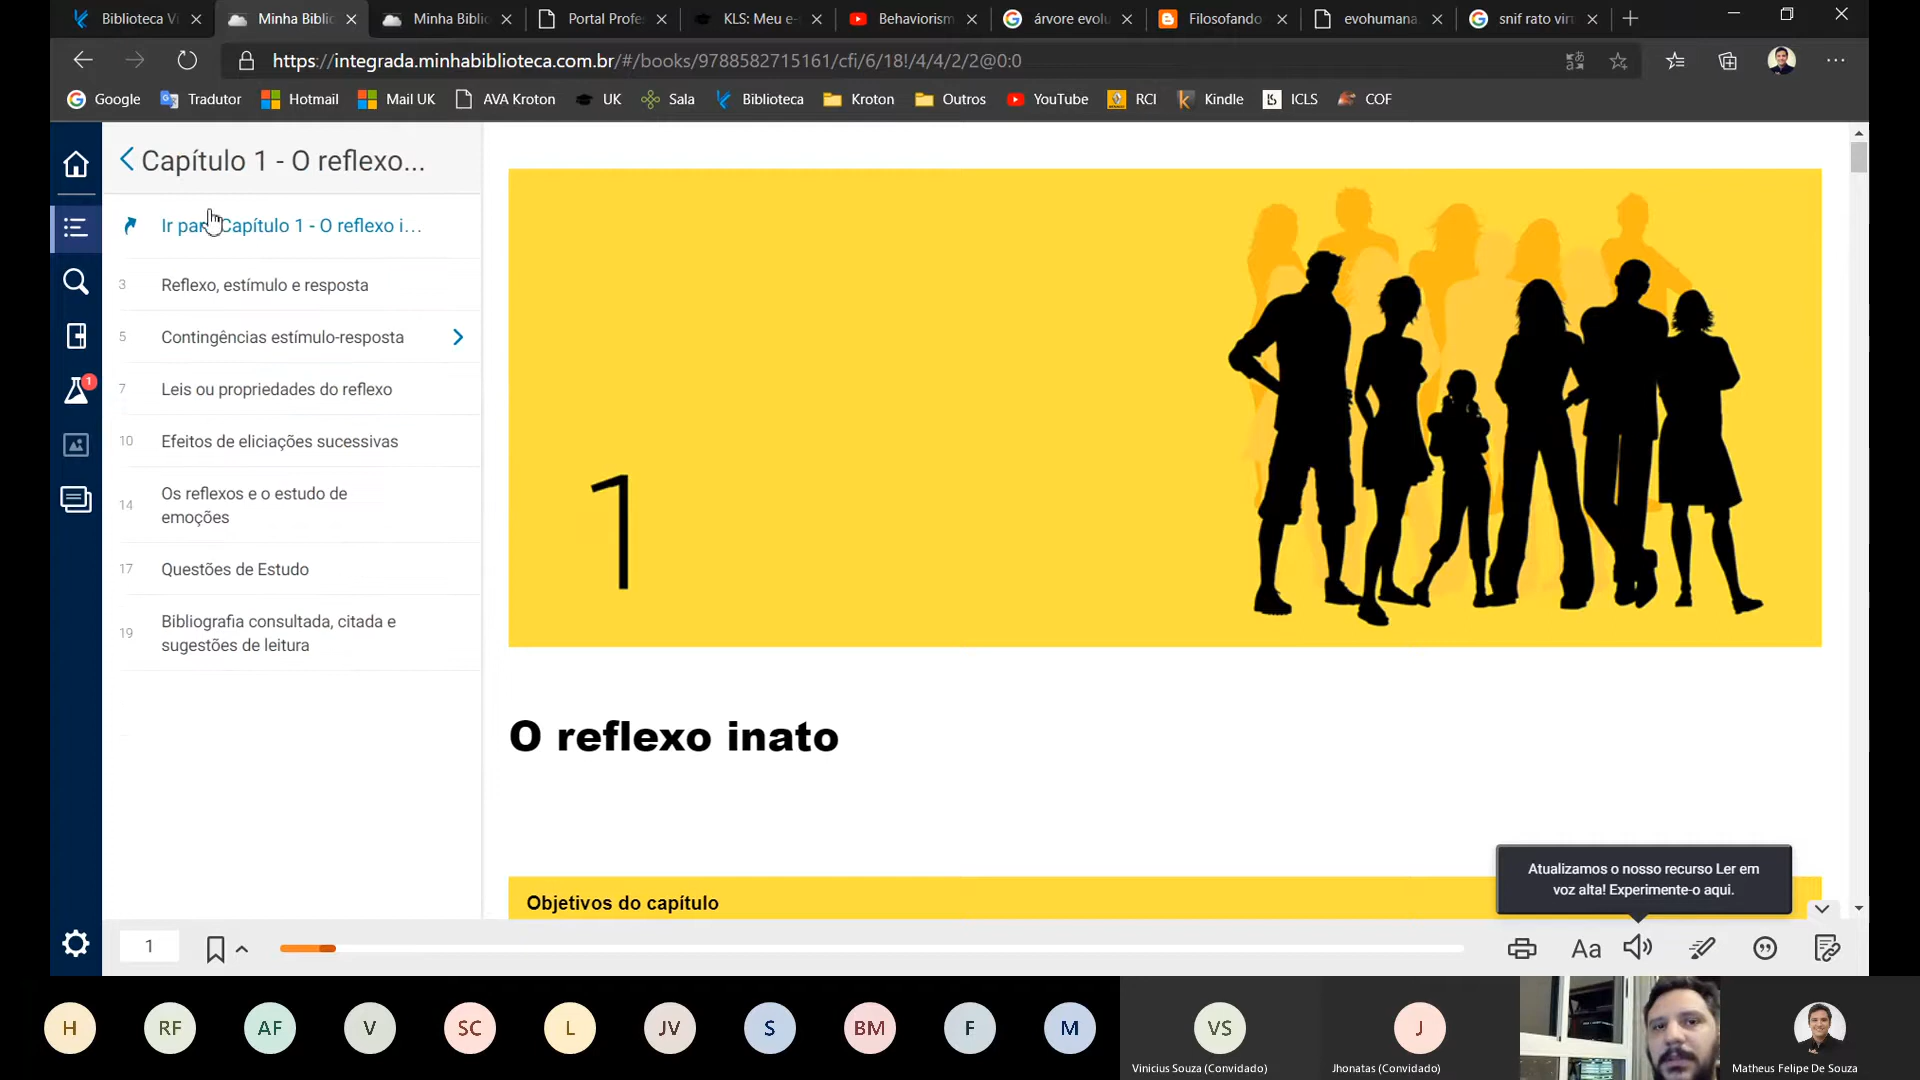 Biblioteca Vi
Minha Biblio
Minha Biblio
Portal Profes
KLS: Meu e-
Behaviorism
árvore evolu
Filosofando
evohumana.
snif rato viru
https://integrada.minhabiblioteca.com.br/#/books/9788582715161/cfi/6/18!/4/4/2/2@0:0
Google
Tradutor
Hotmail
Mail UK
AVA Kroton
UK
Sala
Biblioteca
Kroton
Outros
YouTube
RCI
Kindle
ICLS
COF
Capítulo 1 - O reflexo...
Ir para Capítulo 1 - O reflexo i...
3 Reflexo, estímulo e resposta
5 Contingências estímulo-resposta
7 Leis ou propriedades do reflexo
10 Efeitos de eliciações sucessivas
14 Os reflexos e o estudo de
emoções
17 Questões de Estudo
19 Bibliografia consultada, citada e
sugestões de leitura
1
1
O reflexo inato
Objetivos do capítulo
Atualizamos o nosso recurso Ler em
voz alta! Experimente-o aqui.
1
Aa
H
RF
AF
V
SC
L
JV
S
BM
F
M
VS
Vinicius Souza (Convidado)
J
Jhonatas (Convidado)
Matheus Felipe De Souza